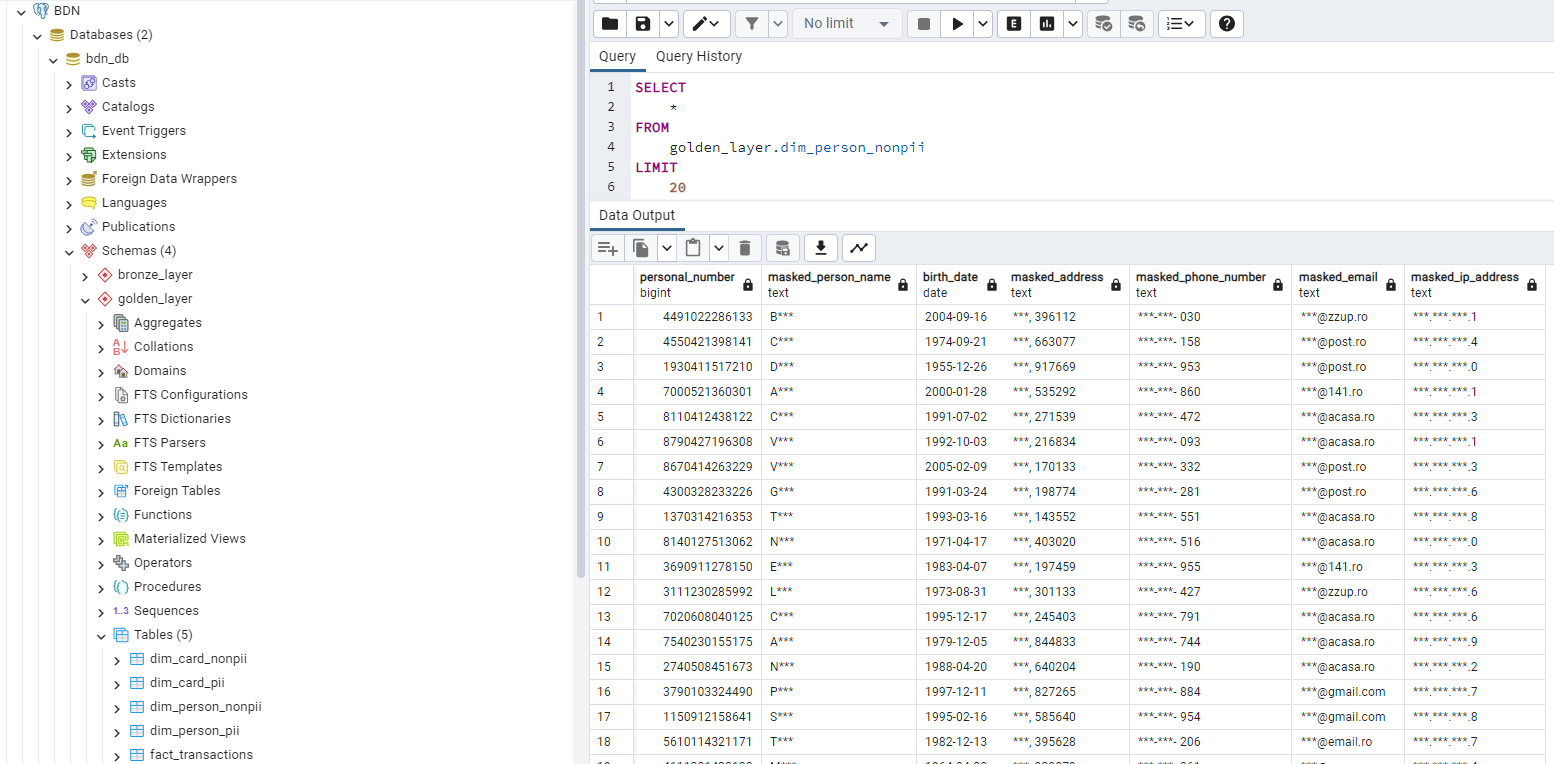 BDN
Databases (2)
bdn_db
Casts
Catalogs
Event Triggers
Extensions
Foreign Data Wrappers
Languages
Publications
Schemas (4)
bronze_layer
golden_layer
Aggregates
Collations
Domains
FTS Configurations
FTS Dictionaries
Aa FTS Parsers
FTS Templates
Foreign Tables
Functions
Materialized Views
Operators
Procedures
1..3 Sequences
Tables (5)
dim_card_nonpii
dim_card_pii
dim_person_nonpii
dim_person_pii
fact_transactions
No limit
E
Query Query History
1 SELECT
2 *
3 FROM
4 golden_layer.dim_person_nonpii
5 LIMIT
6 20
Data Output
personal_number masked_person_name birth_date masked_address masked_phone_number masked_email masked_ip_address
bigint text date text text text text
1 4491022286133 B*** 2004-09-16 ***, 396112 ***-***- 030 ***@zzup.ro ***.***.***.1
2 4550421398141 C*** 1974-09-21 ***, 663077 ***-***- 158 ***@post.ro ***.***.***.4
3 1930411517210 D*** 1955-12-26 ***, 917669 ***-***- 953 ***@post.ro ***.***.***.0
4 7000521360301 A*** 2000-01-28 ***, 535292 ***-***- 860 ***@141.ro ***.***.***.1
5 8110412438122 C*** 1991-07-02 ***, 271539 ***-***- 472 ***@acasa.ro ***.***.***.3
6 8790427196308 V*** 1992-10-03 ***, 216834 ***-***- 093 ***@acasa.ro ***.***.***.1
7 8670414263229 V*** 2005-02-09 ***, 170133 ***-***- 332 ***@post.ro ***.***.***.3
8 4300328233226 G*** 1991-03-24 ***, 198774 ***-***- 281 ***@post.ro ***.***.***.6
9 1370314216353 T*** 1993-03-16 ***, 143552 ***-***- 551 ***@acasa.ro ***.***.***.8
10 8140127513062 N*** 1971-04-17 ***, 403020 ***-***- 516 ***@acasa.ro ***.***.***.0
11 3690911278150 E*** 1983-04-07 ***, 197459 ***-***- 955 ***@141.ro ***.***.***.3
12 3111230285992 L*** 1973-08-31 ***, 301133 ***-***- 427 ***@zzup.ro ***.***.***.6
13 7020608040125 C*** 1995-12-17 ***, 245403 ***-***- 791 ***@acasa.ro ***.***.***.6
14 7540230155175 A*** 1979-12-05 ***, 844833 ***-***- 744 ***@acasa.ro ***.***.***.9
15 2740508451673 N*** 1988-04-20 ***, 640204 ***-***- 190 ***@acasa.ro ***.***.***.2
16 3790103324490 P*** 1997-12-11 ***, 827265 ***-***- 884 ***@gmail.com ***.***.***.7
17 1150912158641 S*** 1995-02-16 ***, 585640 ***-***- 954 ***@gmail.com ***.***.***.8
18 5610114321171 T*** 1982-12-13 ***, 395628 ***-***- 206 ***@email.ro ***.***.***.7